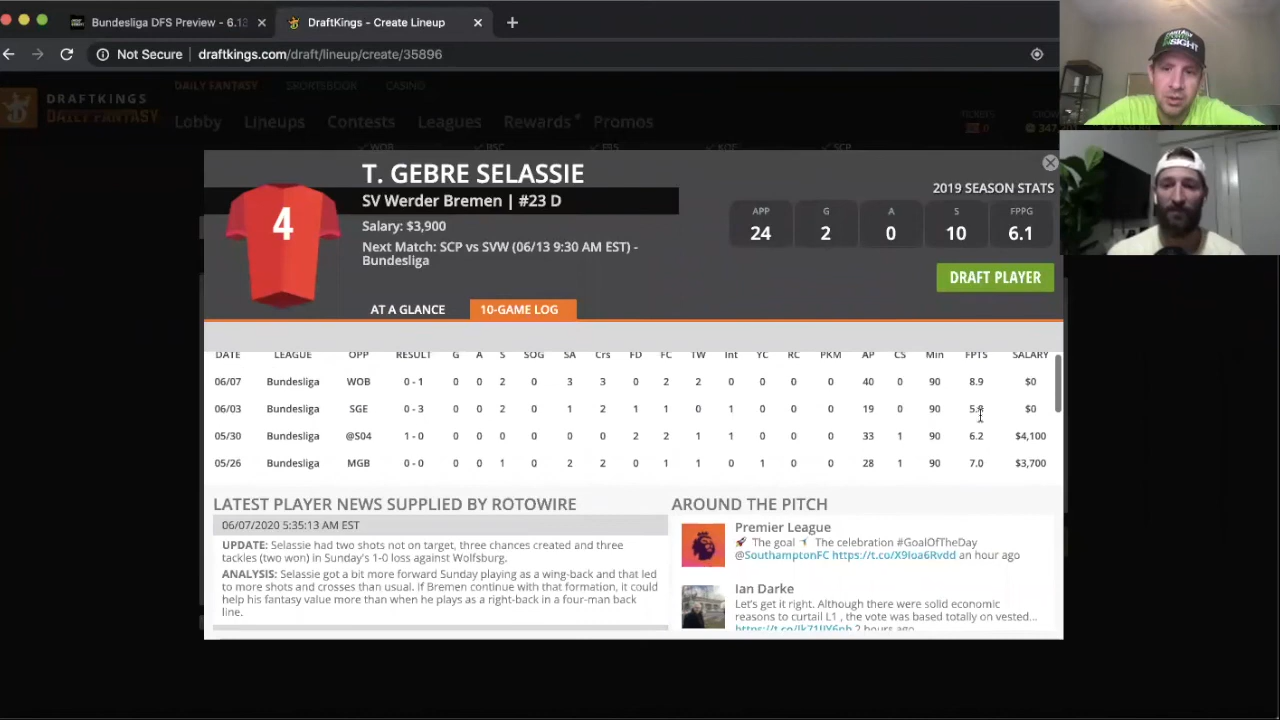 Bundesliga DFS Preview - 6.13
DraftKings - Create Lineup
Not Secure
draftkings.com/draft/lineup/create/35896
DAILY FANTASY SPORTSBOOK CASINO
DRAFTKINGS
DAILY FANTASY
Lobby Lineups Contests Leagues Rewards Promos
T. GEBRE SELASSIE
SV Werder Bremen | #23 D
4
Salary: $3,900
Next Match: SCP vs SVW (06/13 9:30 AM EST) -
Bundesliga
2019 SEASON STATS
APP G A S FPPG
24 2 0 10 6.1
DRAFT PLAYER
AT A GLANCE 10-GAME LOG
DATE LEAGUE OPP RESULT G A S SOG SA Crs FD FC TW Int YC RC PKM AP CS Min FPTS SALARY
06/07 Bundesliga WOB 0 - 1 0 0 2 0 3 3 0 2 2 0 0 0 0 40 0 90 8.9 $0
06/03 Bundesliga SGE 0 - 3 0 0 2 0 1 2 1 1 0 1 0 0 0 19 0 90 $0
05/30 Bundesliga @S04 1 - 0 0 0 0 0 0 0 2 2 1 1 0 0 0 33 1 90 6.2 $4,100
05/26 Bundesliga MGB 0 - 0 0 0 1 0 2 2 0 1 1 0 1 0 0 28 1 90 7.0 $3,700
LATEST PLAYER NEWS SUPPLIED BY ROTOWIRE
06/07/2020 5:35:13 AM EST
UPDATE: Selassie had two shots not on target, three chances created and three
tackles (two won) in Sunday's 1-0 loss against Wolfsburg.
ANALYSIS: Selassie got a bit more forward Sunday playing as a wing-back and that led
to more shots and crosses than usual. If Bremen continue with that formation, it could
help his fantasy value more than when he plays as a right-back in a four-man back
line.
AROUND THE PITCH
Premier League
The goal The celebration #GoalOfTheDay
@SouthamptonFC https://t.co/X9Ioa6Rvdd an hour ago
Ian Darke
Let's get it right. Although there were solid economic
reasons to curtail L1 , the vote was based totally on vested...
2 hours ago